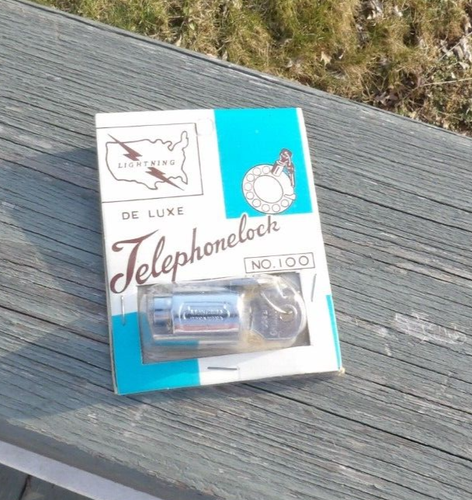 LIGHTNING
DE LUXE
Telephonelock
NO.100